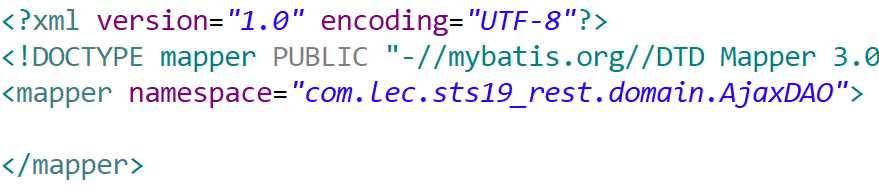 <?xml version="1.0" encoding="UTF-8"?>
<!DOCTYPE mapper PUBLIC "-//mybatis.org//DTD Mapper 3.0
<mapper namespace="com.lec.sts19_rest.domain.AjaxDAO">
</mapper>